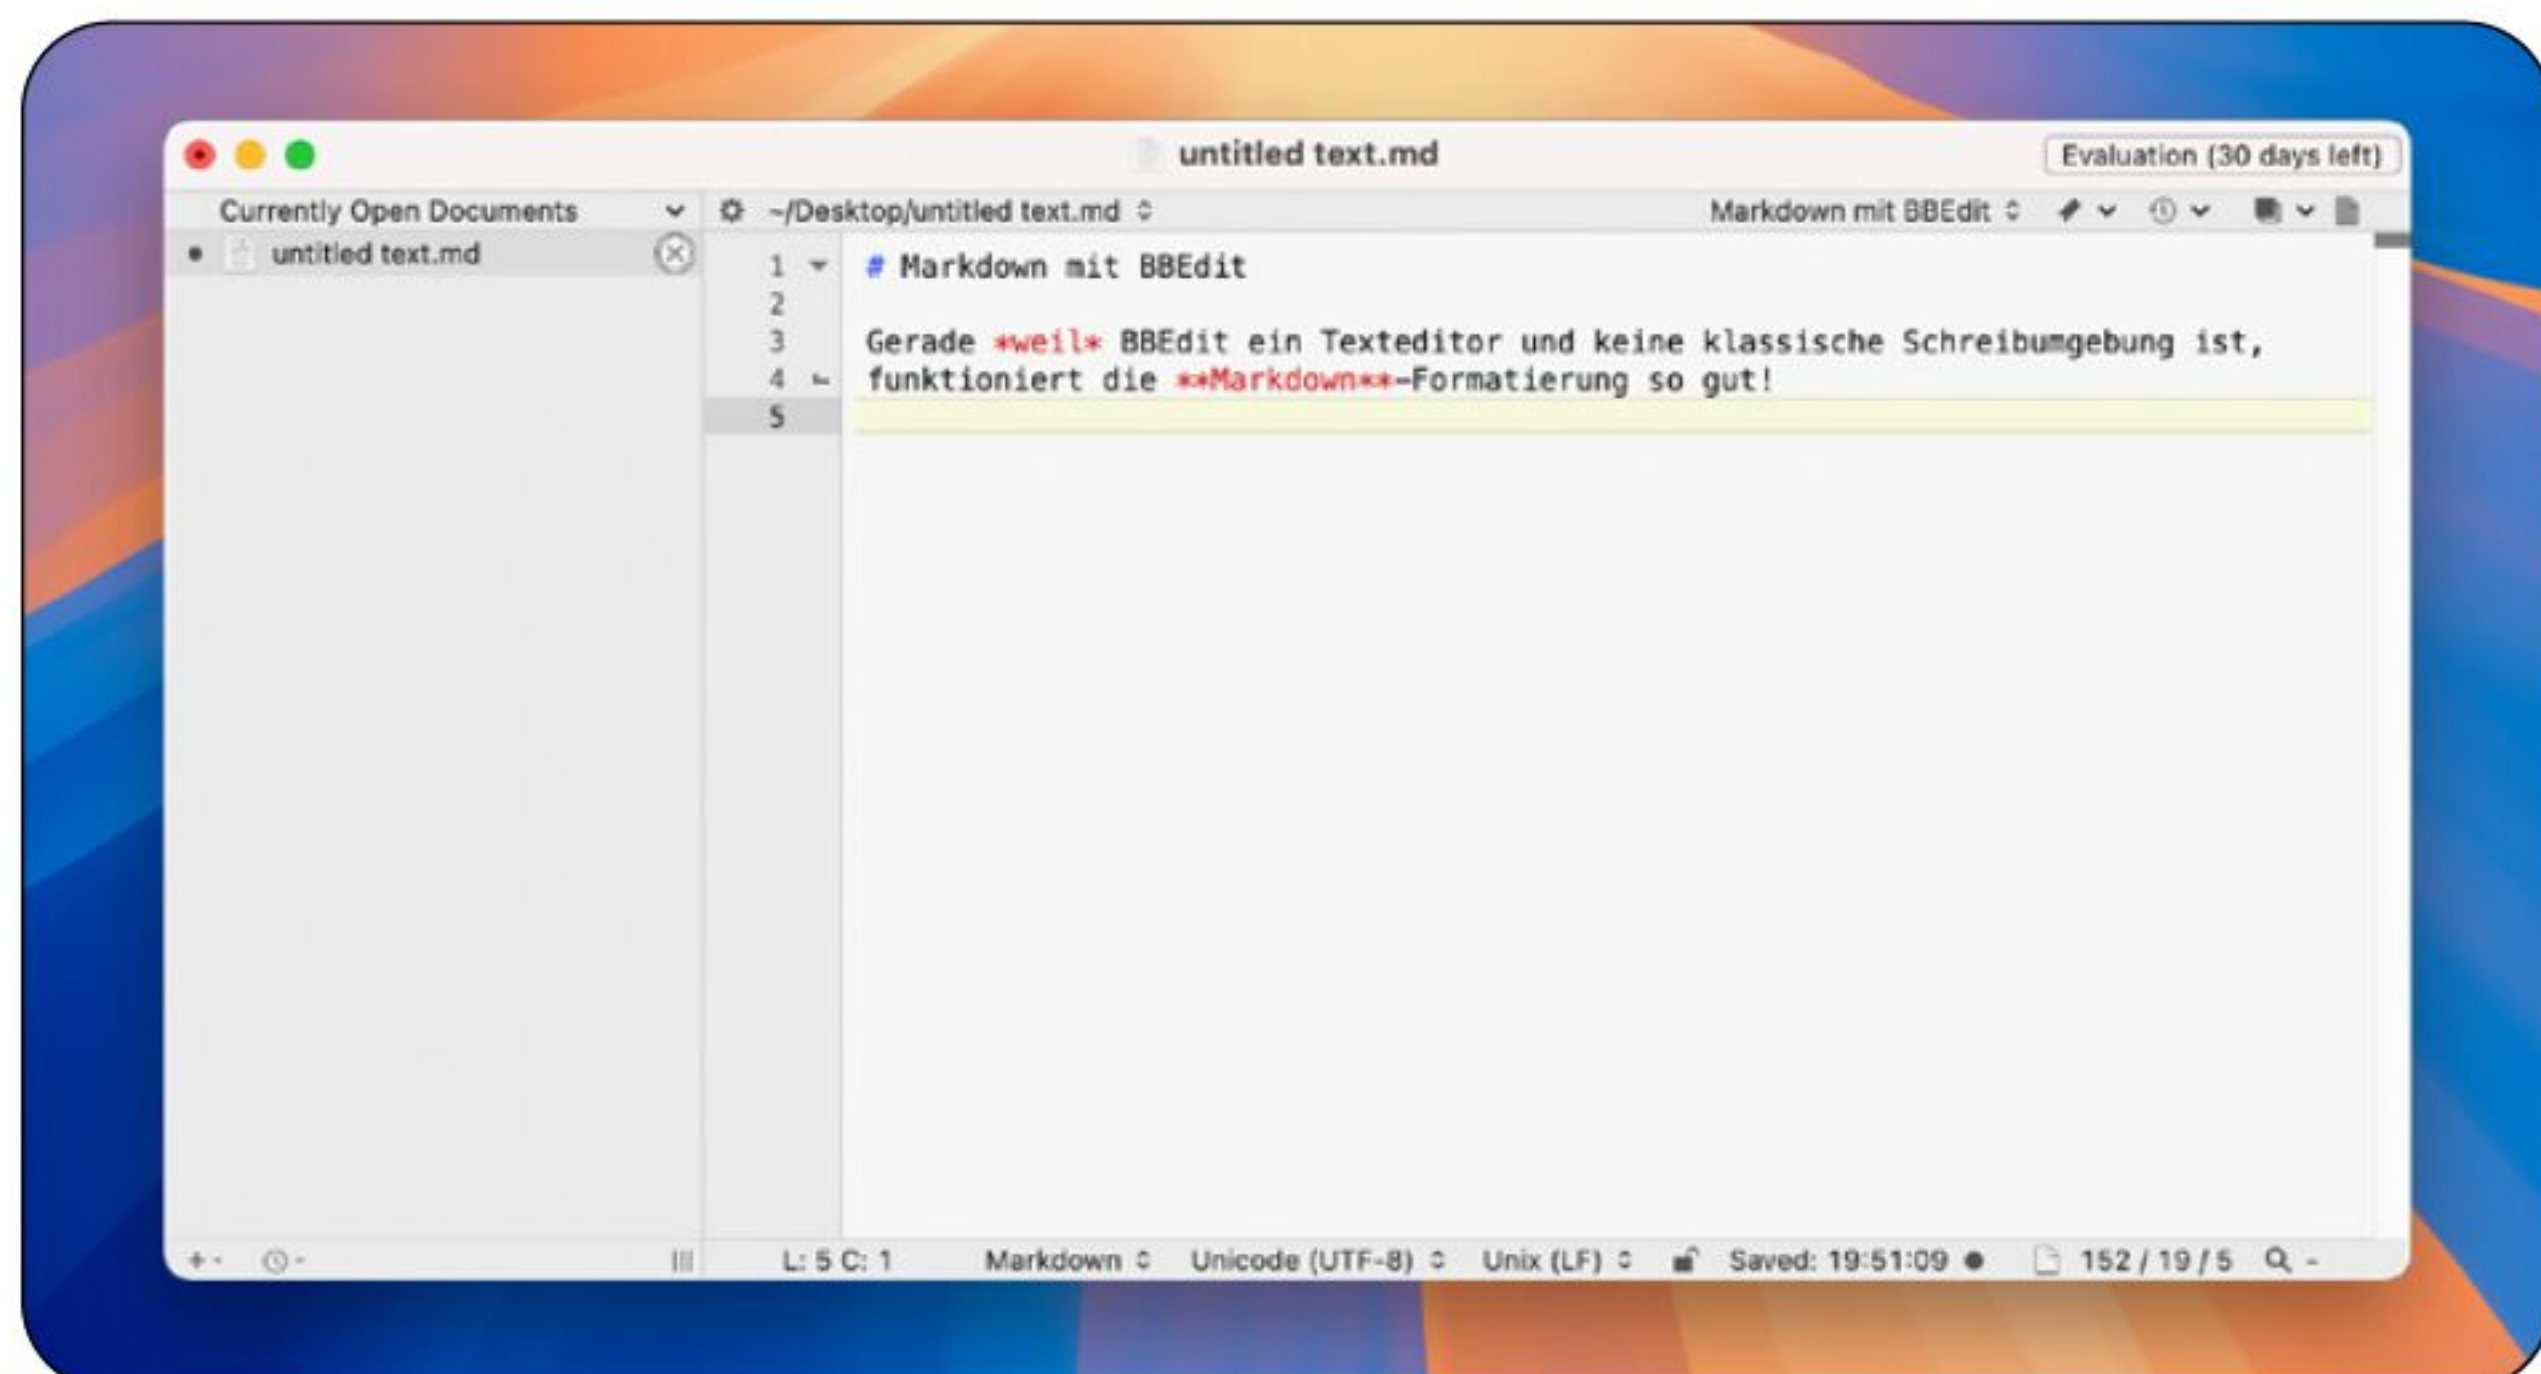 untitled text.md
Evaluation (30 days left)
Currently Open Documents
~/Desktop/untitled text.md
Markdown mit BBEdit
untitled text.md
1 # Markdown mit BBEdit
2
3 Gerade *weil* BBEdit ein Texteditor und keine klassische Schreibumgebung ist,
4 funktioniert die **Markdown**-Formatierung so gut!
5
L: 5 C: 1 Markdown Unicode (UTF-8) Unix (LF) Saved: 19:51:09 152 / 19 / 5